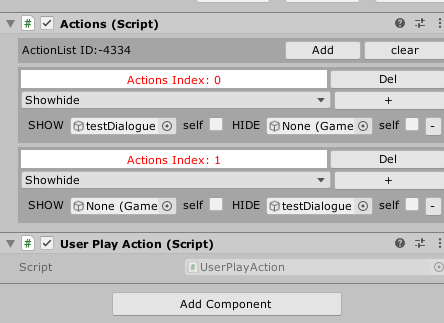 Actions (Script)
ActionList ID:-4334 Add clear
Actions Index: 0 Del
Showhide +
SHOW testDialogue self HIDE None (Game self -
Actions Index: 1 Del
Showhide +
SHOW None (Game self HIDE testDialogue self -
User Play Action (Script)
Script UserPlayAction
Add Component